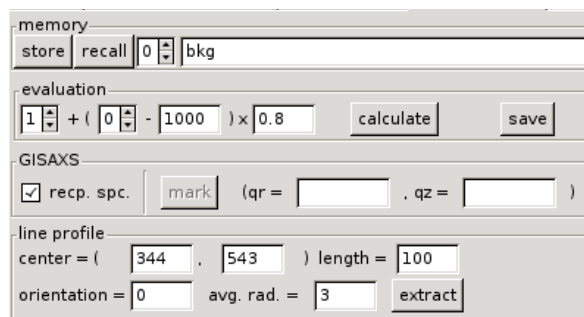 memory
store recall 0 bkg
evaluation
1 + ( 0 - 1000 ) x 0.8 calculate save
GISAXS
recp. spc. mark (qr = , qz = )
line profile
center = ( 344 , 543 ) length = 100
orientation = 0 avg. rad. = 3 extract